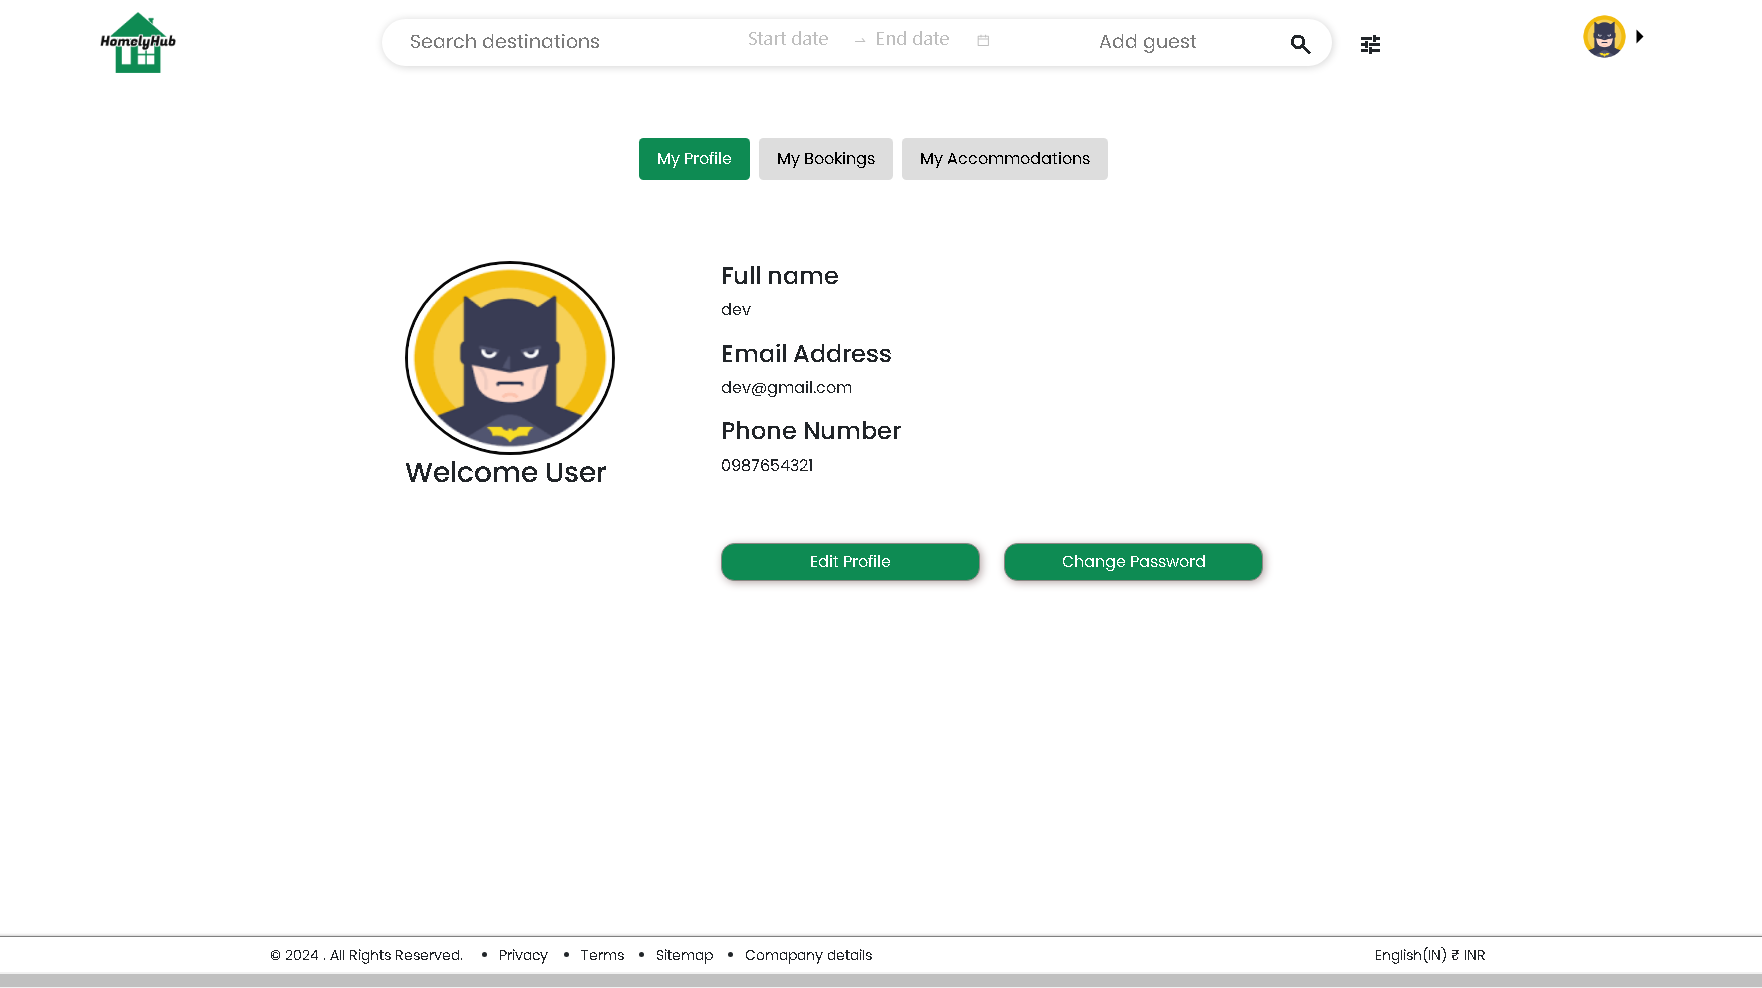 HomelyHub
Search destinations Start date → End date Add guest
My Profile My Bookings My Accommodations
Full name
dev
Email Address
dev@gmail.com
Phone Number
0987654321
Welcome User
Edit Profile Change Password
© 2024 . All Rights Reserved. • Privacy • Terms • Sitemap • Comapany details English(IN) ₹ INR